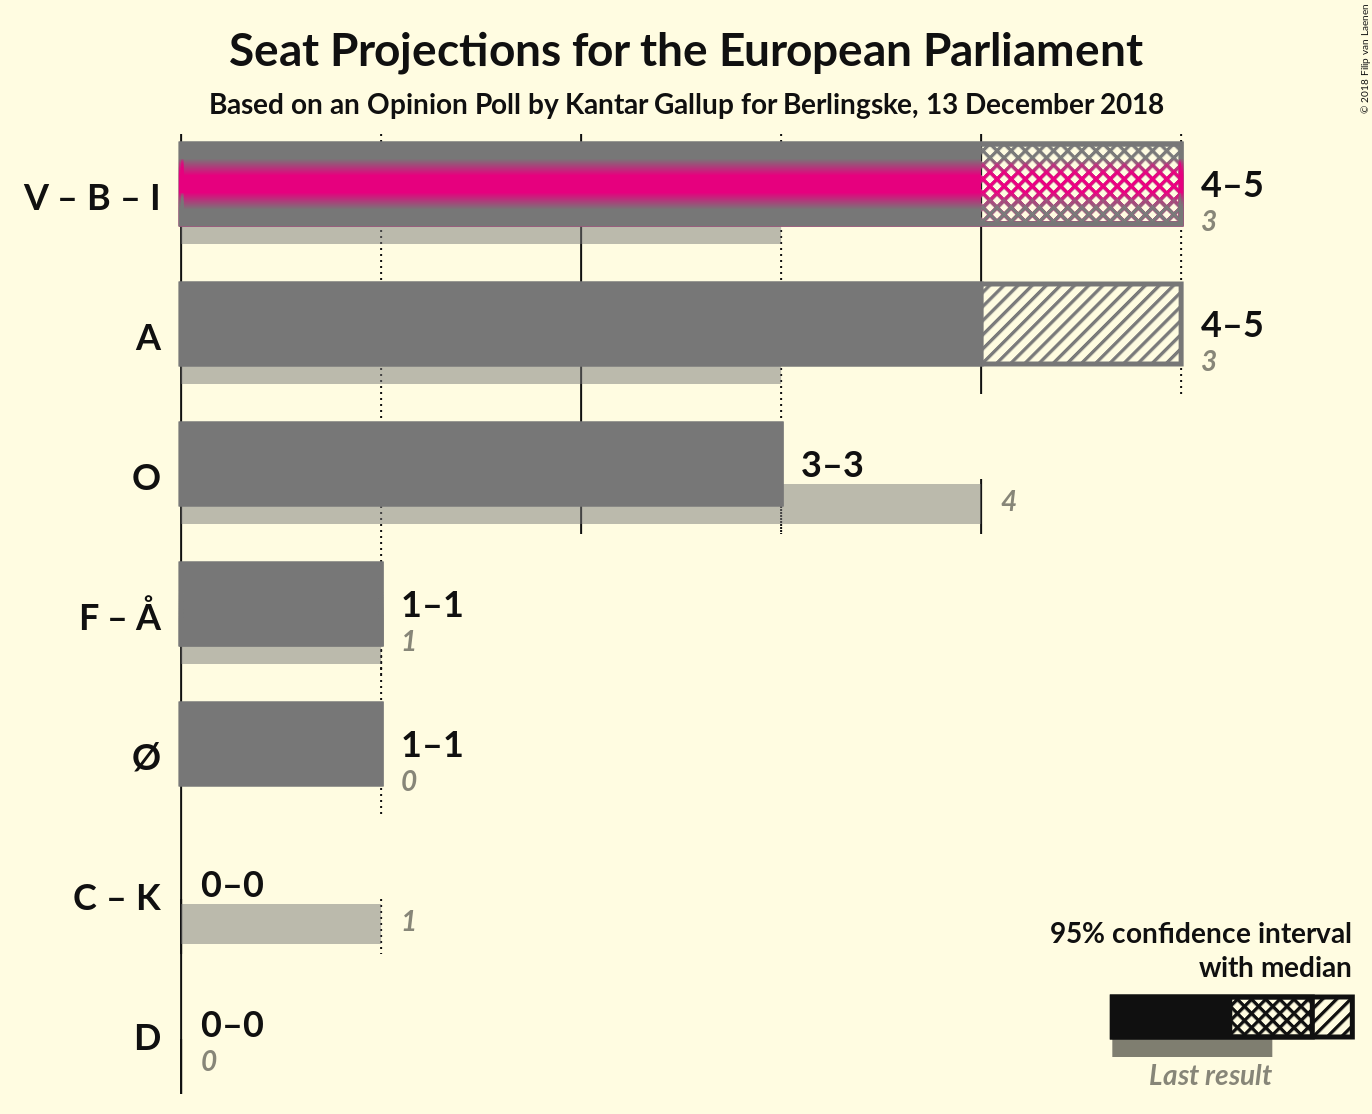 Seat Projections for the European Parliament
Based on an Opinion Poll by Kantar Gallup for Berlingske, 13 December 2018
© 2018 Filip van Laenen
V – B – I
4–5
3
A
4–5
3
O
3–3
4
F – Å
1–1
1
Ø
1–1
0
C – K
0–0
1
D
0–0
0
95% confidence interval
with median
Last result